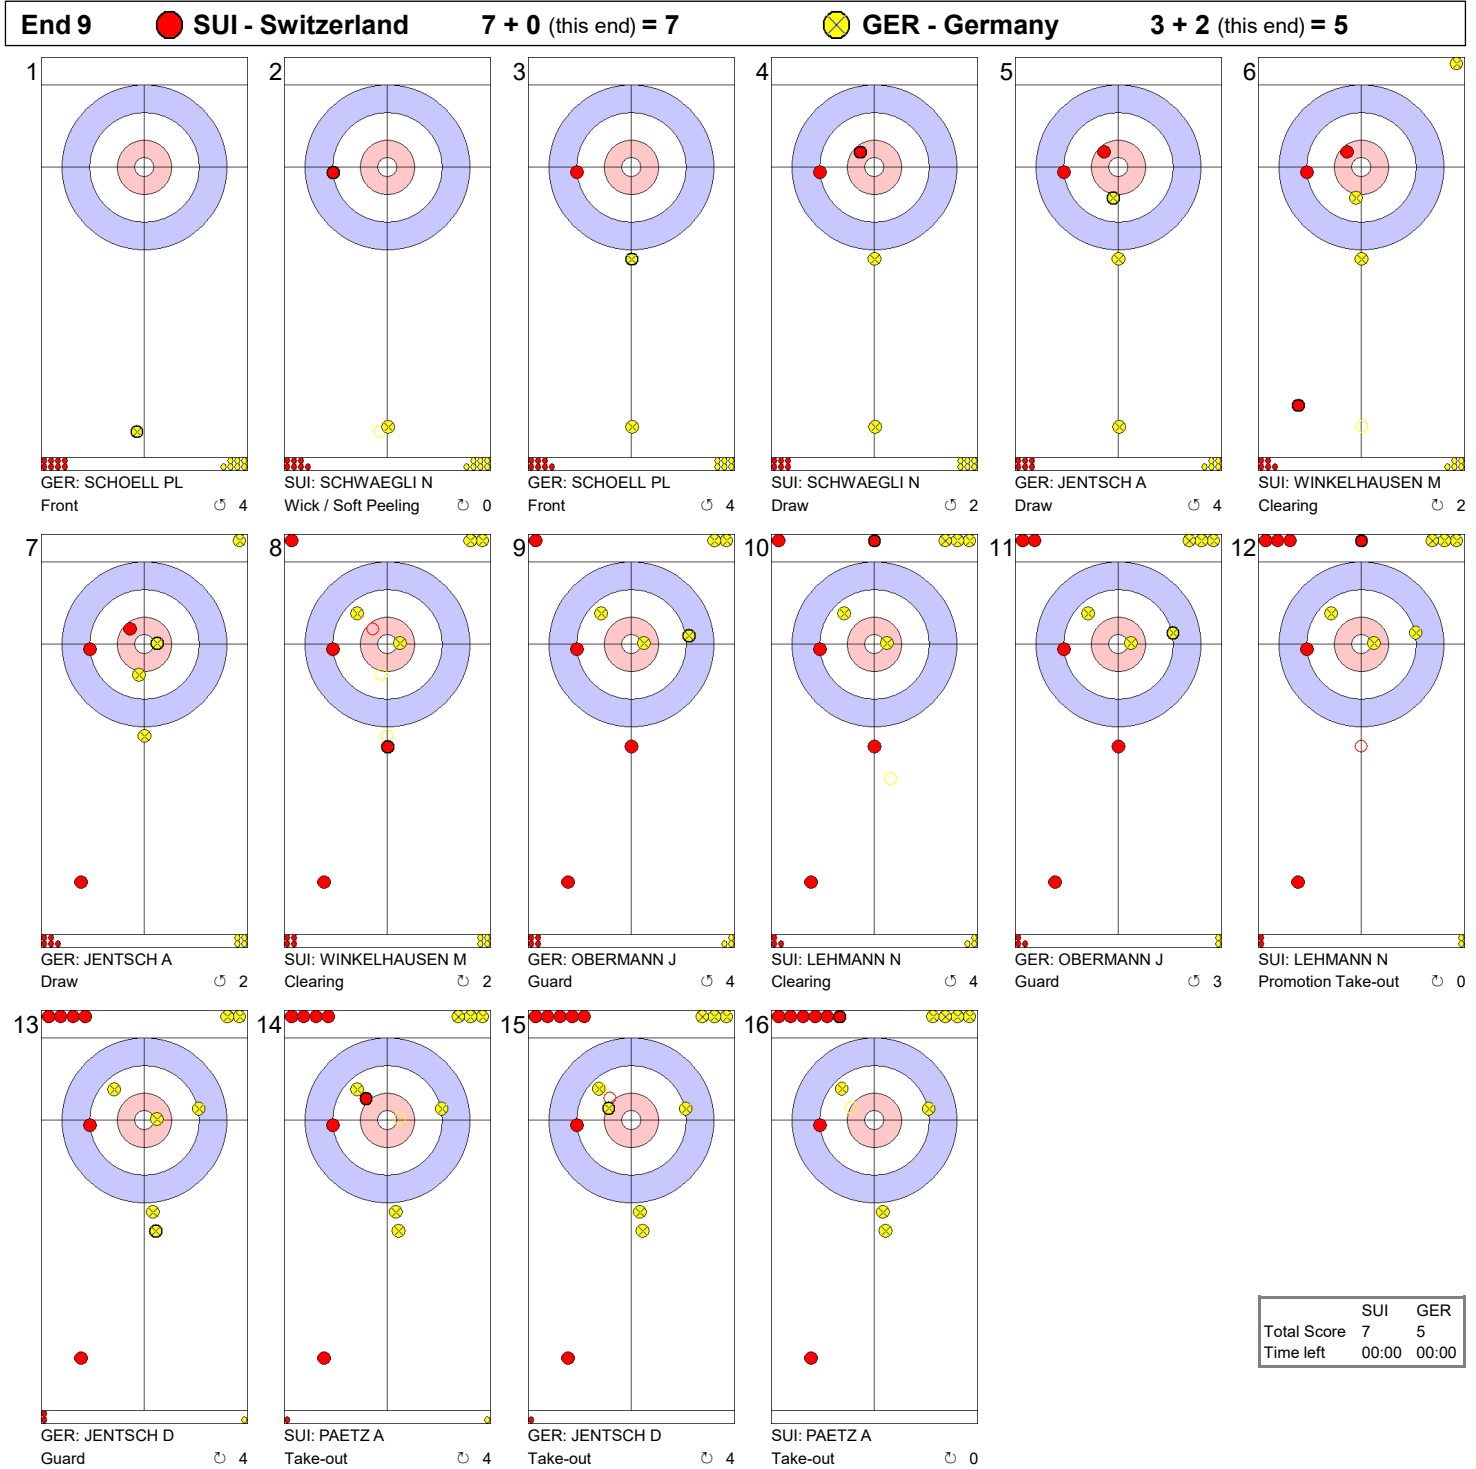 End 9 SUI - Switzerland 7 + 0 (this end) = 7 GER - Germany 3 + 2 (this end) = 5
1 2 3 4 5 6
GER: SCHOELL PL SUI: SCHWAEGLI N GER: SCHOELL PL SUI: SCHWAEGLI N GER: JENTSCH A SUI: WINKELHAUSEN M
Front ↺ 4 Wick / Soft Peeling ↻ 0 Front ↺ 4 Draw ↺ 2 Draw ↺ 4 Clearing ↻ 2
7 8 9 10 11 12
GER: JENTSCH A SUI: WINKELHAUSEN M GER: OBERMANN J SUI: LEHMANN N GER: OBERMANN J SUI: LEHMANN N
Draw ↺ 2 Clearing ↻ 2 Guard ↺ 4 Clearing ↺ 4 Guard ↺ 3 Promotion Take-out ↻ 0
13 14 15 16
SUI GER
Total Score 7 5
Time left 00:00 00:00
GER: JENTSCH D SUI: PAETZ A GER: JENTSCH D SUI: PAETZ A
Guard ↻ 4 Take-out ↻ 4 Take-out ↻ 4 Take-out ↻ 0